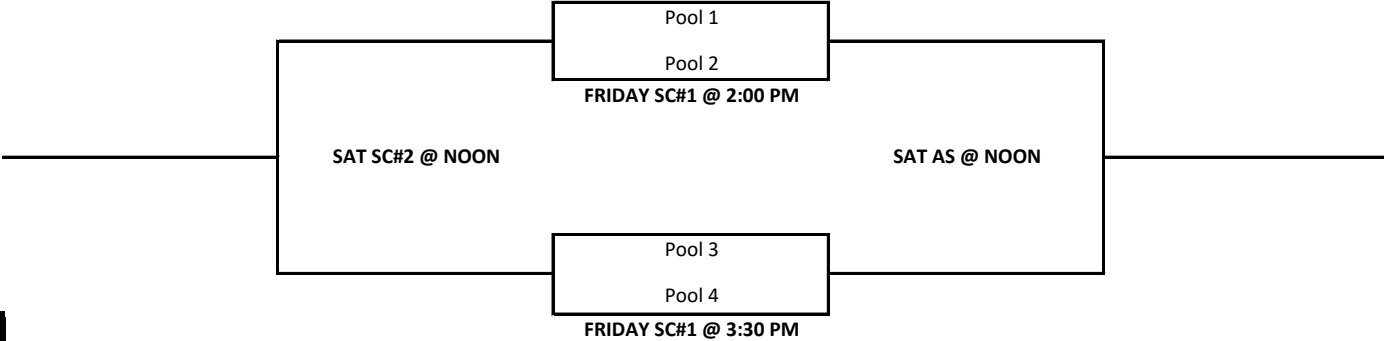 Pool 1
Pool 2
FRIDAY SC#1 @ 2:00 PM
SAT SC#2 @ NOON
SAT AS @ NOON
Pool 3
Pool 4
FRIDAY SC#1 @ 3:30 PM